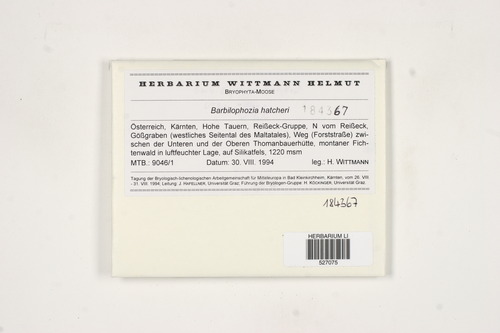 HERBARIUM WITTMANN HELMUT
BRYOPHYTA-MOOSE
Barbilophozia hatcheri 184367
Österreich, Kärnten, Hohe Tauern, Reißeck-Gruppe, N vom Reißeck,
Gößgraben (westliches Seitental des Maltatales), Weg (Forststraße) zwi-
schen der Unteren und der Oberen Thomanbauerhütte, montaner Fich-
tenwald in luftfeuchter Lage, auf Silikatfels, 1220 msm
MTB.: 9046/1 Datum: 30. VIII. 1994 leg.: H. WITTMANN
Tagung der Bryologisch-lichenologischen Arbeitsgemeinschaft für Mitteleuropa in Bad Kleinkirchheim, Kärnten, vom 26. VIII.
- 31. VIII. 1994; Leitung: J. HAFELLNER, Universität Graz; Führung der Bryologen-Gruppe: H. KÖCKINGER, Universität Graz.
184367
HERBARIUM LI
527075